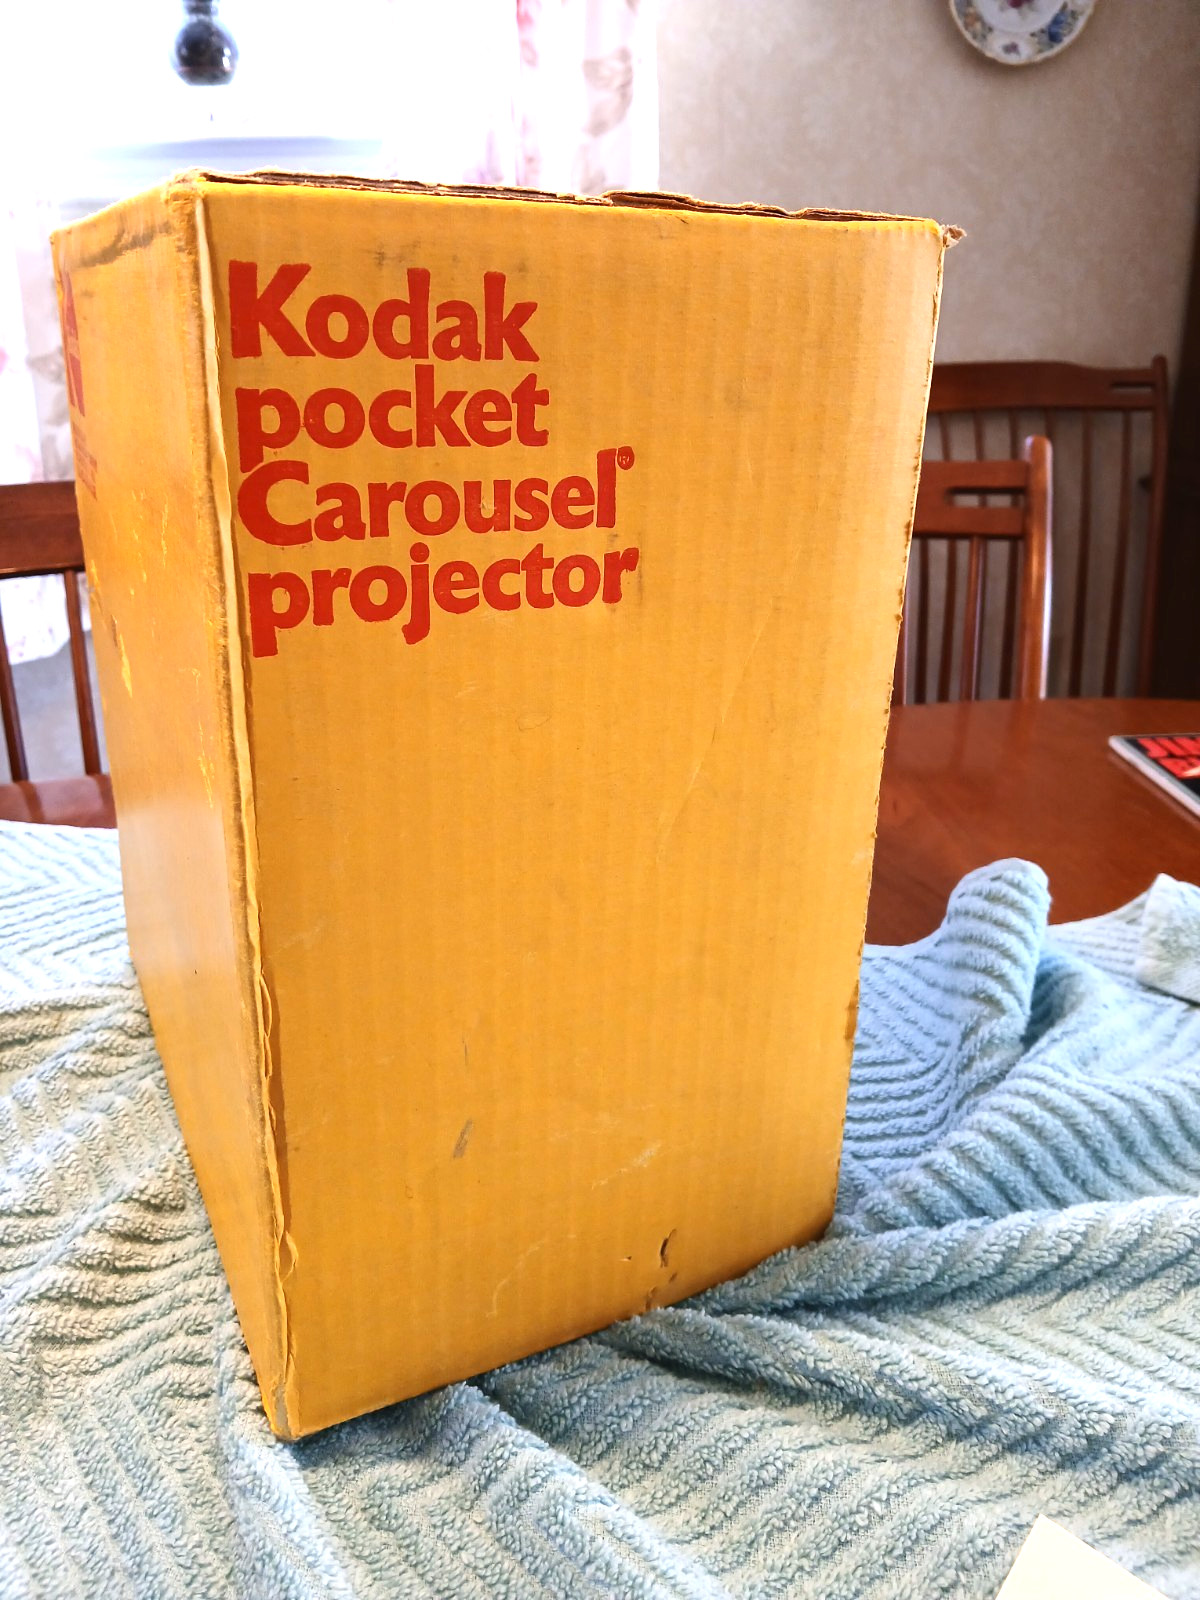 Kodak
pocket
Carousel®
projector